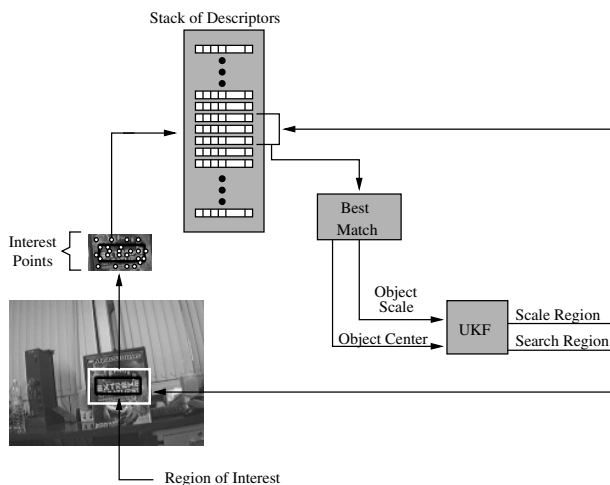 Stack of Descriptors
Best
Match
Interest
Points
Object
Scale
Object Center
UKF
Scale Region
Search Region
EXTREME
Region of Interest